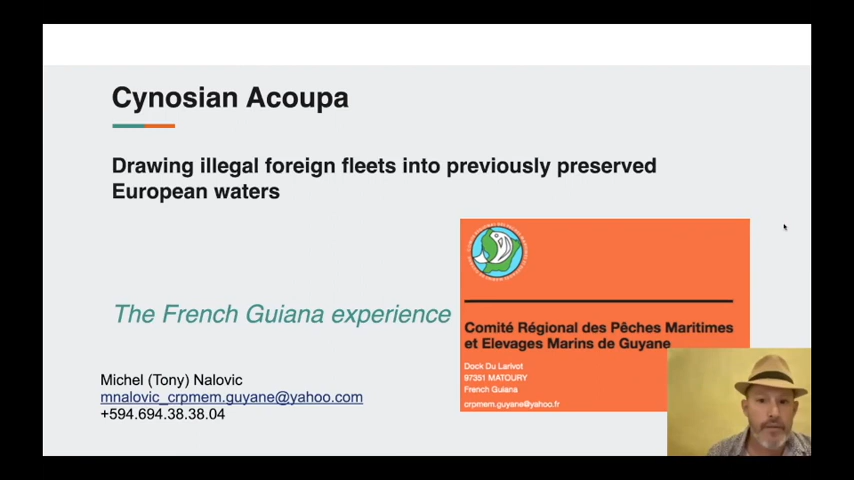 Cynosian Acoupa
Drawing illegal foreign fleets into previously preserved
European waters
The French Guiana experience
Michel (Tony) Nalovic
mnalovic_crpmem.guyane@yahoo.com
+594.694.38.38.04
Comité Régional des Pêches Maritimes
et Elevages Marins de Guyane
Dock Du Larivot
97351 MATOURY
French Guiana
crpmem.guyane@yahoo.fr